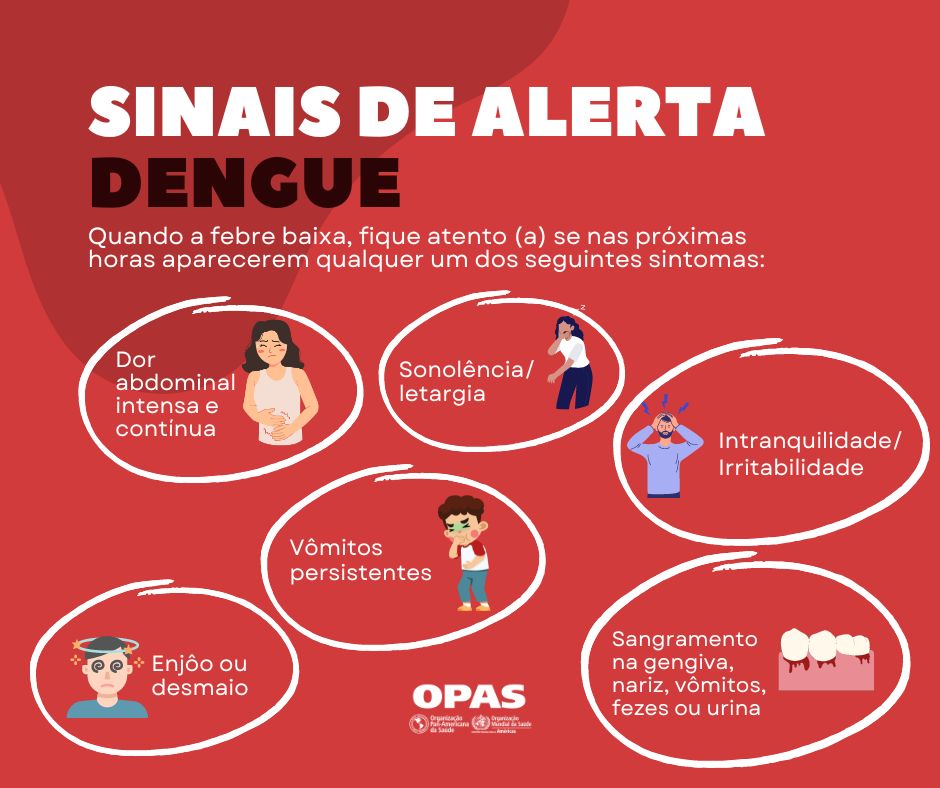 SINAIS DE ALERTA
DENGUE
Quando a febre baixa, fique atento (a) se nas próximas
horas aparecerem qualquer um dos seguintes sintomas:
Dor
abdominal
intensa e
contínua
Sonolência/
letargia
z
Intranquilidade/
Irritabilidade
Vômitos
persistentes
Enjôo ou
desmaio
Sangramento
na gengiva,
nariz, vômitos,
fezes ou urina
OPAS
Organização
Pan-Americana
da Saúde
Organização
Mundial da Saúde
Américas